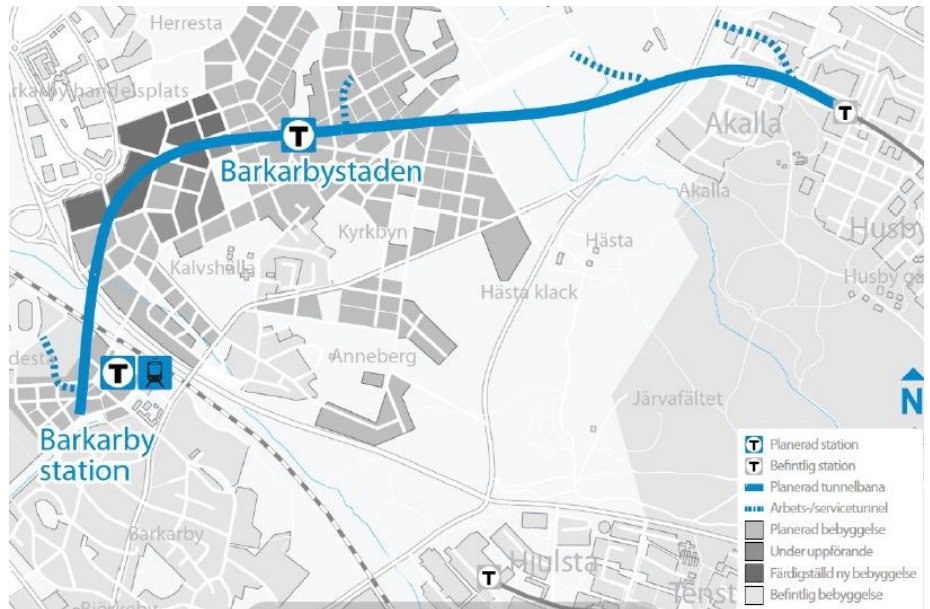 Herresta
handelsplats
T
Akalla
T
Barkarbystaden
Akalla
Kyrkbyn
Husby
Hästa
Kalvshälla
Husby
Hästa klack
T
Anneberg
Järvafältet
N
Barkarby
station
T Planerad station
T Befintlig station
Planerad tunnelbana
Arbets-/servicetunnel
Planerad bebyggelse
Under uppförande
Färdigställd ny bebyggelse
Befintlig bebyggelse
Barkarby
Hjulsta
T
Tenst